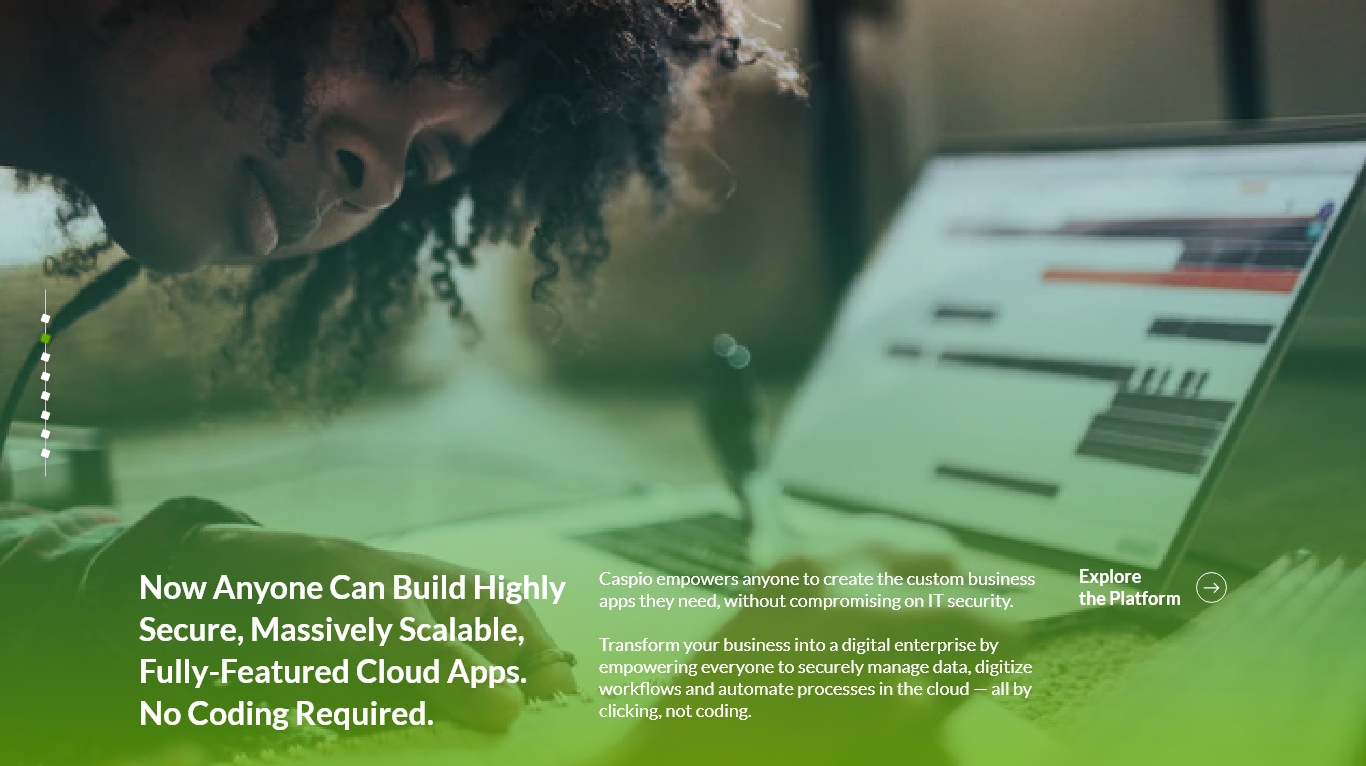 Now Anyone Can Build Highly
Secure, Massively Scalable,
Fully-Featured Cloud Apps.
No Coding Required.
Caspio empowers anyone to create the custom business
apps they need, without compromising on IT security.
Transform your business into a digital enterprise by
empowering everyone to securely manage data, digitize
workflows and automate processes in the cloud — all by
clicking, not coding.
Explore
the Platform